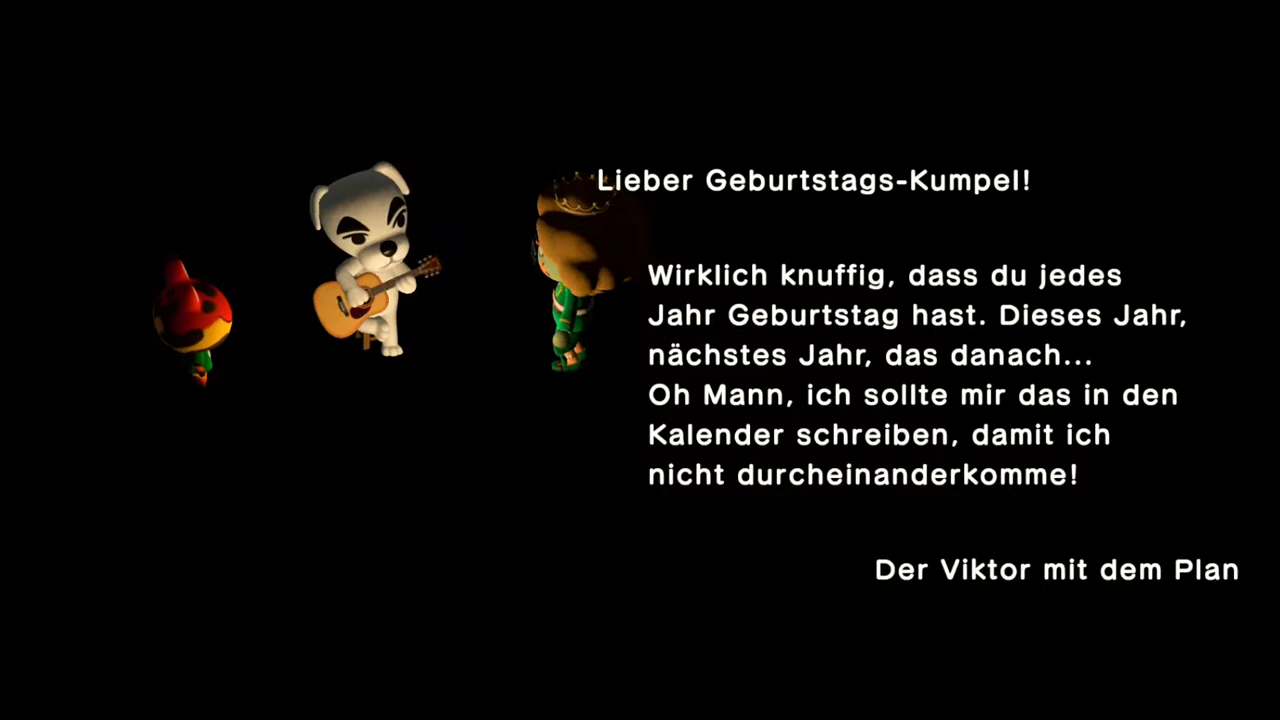 Lieber Geburtstags-Kumpel!
Wirklich knuffig, dass du jedes
Jahr Geburtstag hast. Dieses Jahr,
nächstes Jahr, das danach...
Oh Mann, ich sollte mir das in den
Kalender schreiben, damit ich
nicht durcheinanderkomme!
Der Viktor mit dem Plan